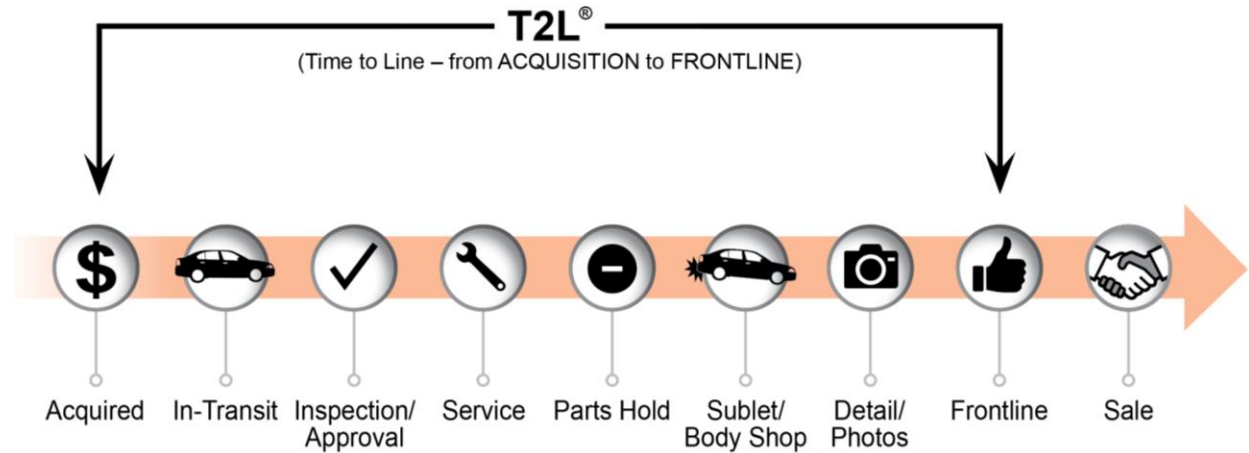 T2L®
(Time to Line – from ACQUISITION to FRONTLINE)
$
Acquired
In-Transit
Inspection/
Approval
Service
Parts Hold
Sublet/
Body Shop
Detail/
Photos
Frontline
Sale